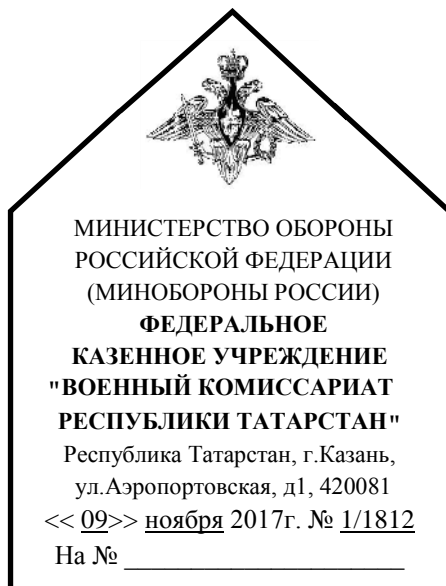 МИНИСТЕРСТВО ОБОРОНЫ
РОССИЙСКОЙ ФЕДЕРАЦИИ
(МИНОБОРОНЫ РОССИИ)
ФЕДЕРАЛЬНОЕ
КАЗЕННОЕ УЧРЕЖДЕНИЕ
"ВОЕННЫЙ КОМИССАРИАТ
РЕСПУБЛИКИ ТАТАРСТАН"
Республика Татарстан, г.Казань,
ул.Аэропортовская, д1, 420081
<< 09>> ноября 2017г. № 1/1812
На № ______________________